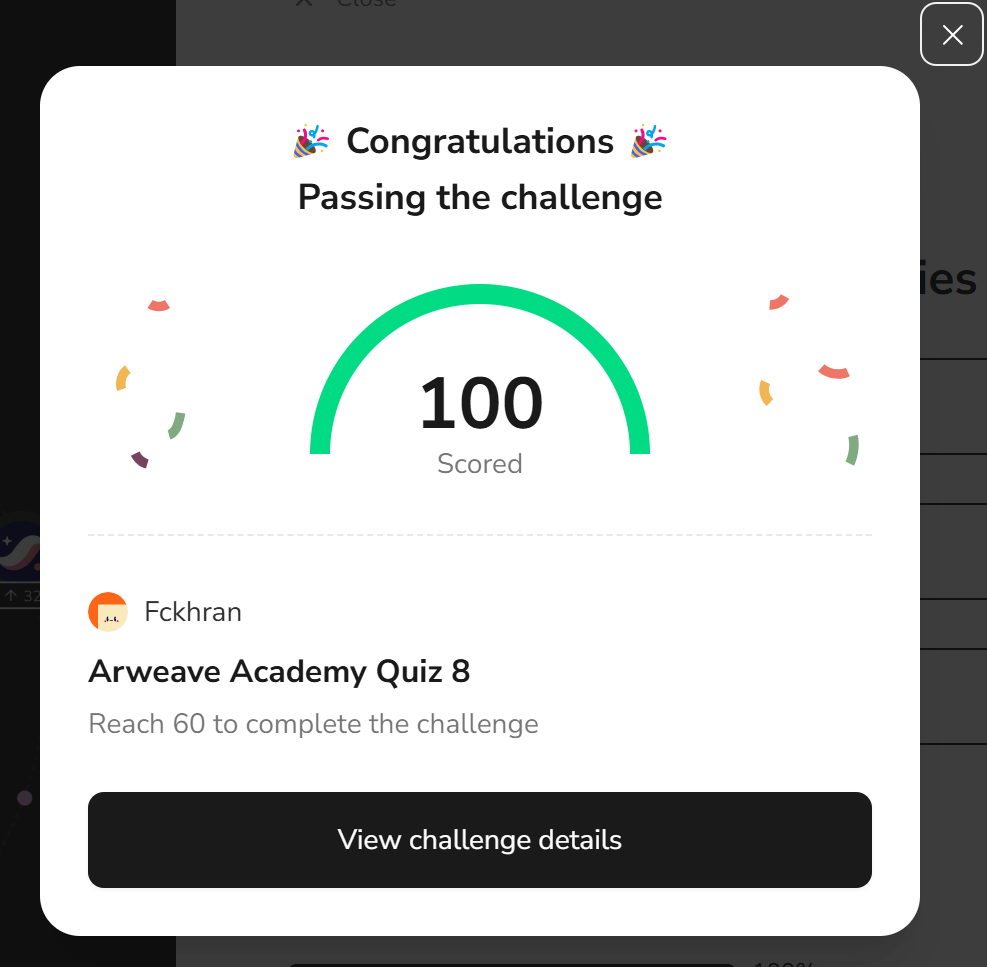 Close
Congratulations
Passing the challenge
ies
100
Scored
32
Fckhran
Arweave Academy Quiz 8
Reach 60 to complete the challenge
View challenge details
100%